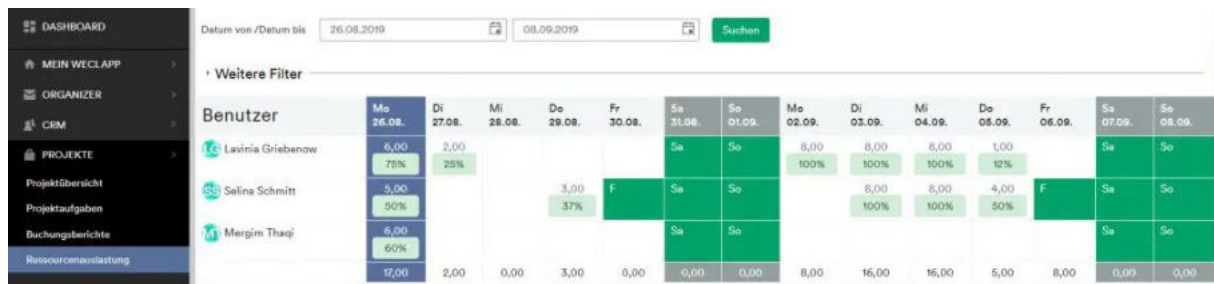 DASHBOARD
MEIN WECLAPP
ORGANIZER
CRM
PROJEKTE
Projektübersicht
Projektaufgaben
Buchungsberichte
Ressourcenauslastung
Datum von /Datum bis 26.08.2019 08.09.2019 Suchen
Weitere Filter
Benutzer Mo Di Mi Do Fr Sa So Mo Di Mi Do Fr Sa So
26.08. 27.08. 28.08. 29.08. 30.08. 31.08. 01.09. 02.09. 03.09. 04.09. 05.09. 06.09. 07.09. 08.09.
LG Lavinia Griebenow 6,00 2,00 Sa So 8,00 8,00 8,00 1,00 Sa So
75% 25% 100% 100% 100% 12%
SS Selina Schmitt 5,00 3,00 F Sa So 8,00 8,00 4,00 F Sa So
50% 37% 100% 100% 50%
MT Mergim Thaqi 6,00 Sa So Sa So
60%
17,00 2,00 0,00 3,00 0,00 0,00 0,00 8,00 16,00 16,00 5,00 8,00 0,00 0,00